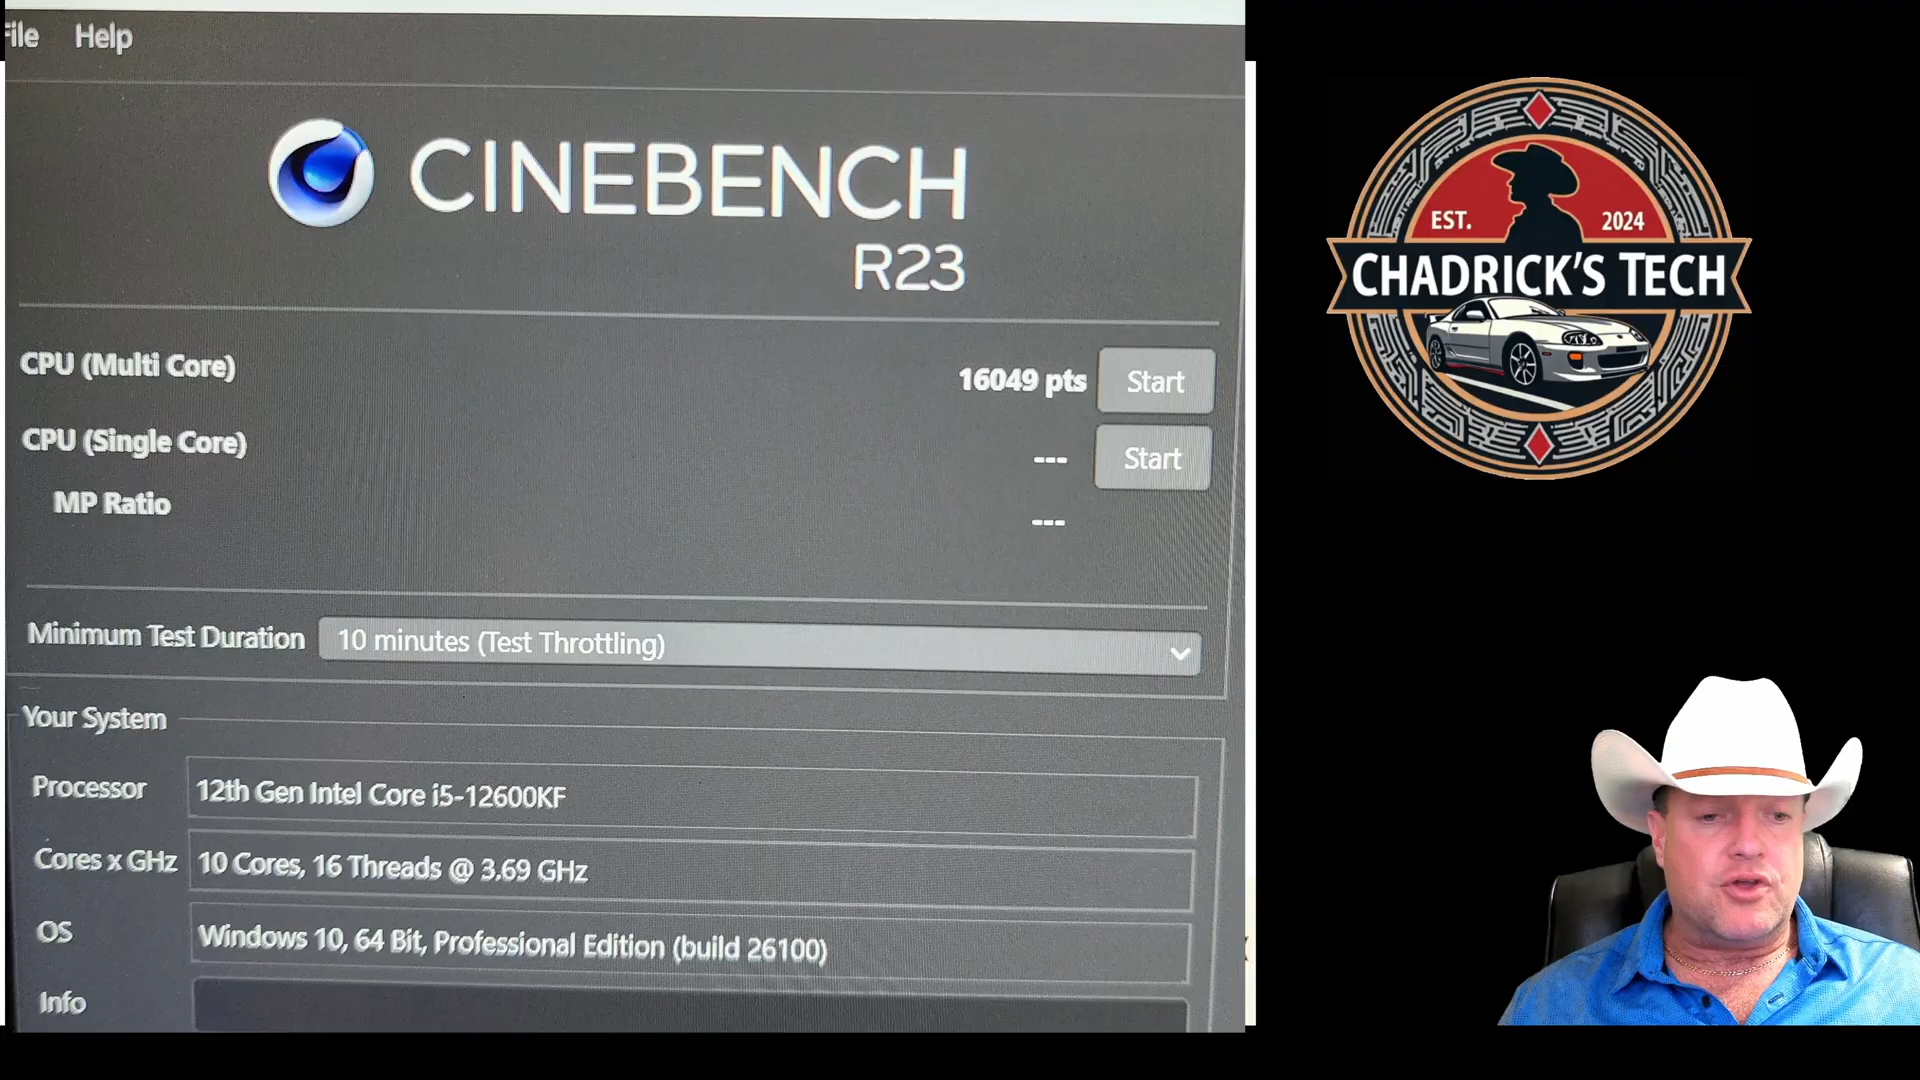 File Help
CINEBENCH
R23
CPU (Multi Core) 16049 pts Start
CPU (Single Core) --- Start
MP Ratio ---
Minimum Test Duration 10 minutes (Test Throttling)
Your System
Processor 12th Gen Intel Core i5-12600KF
Cores x GHz 10 Cores, 16 Threads @ 3.69 GHz
OS Windows 10, 64 Bit, Professional Edition (build 26100)
Info
EST. 2024
CHADRICK'S TECH